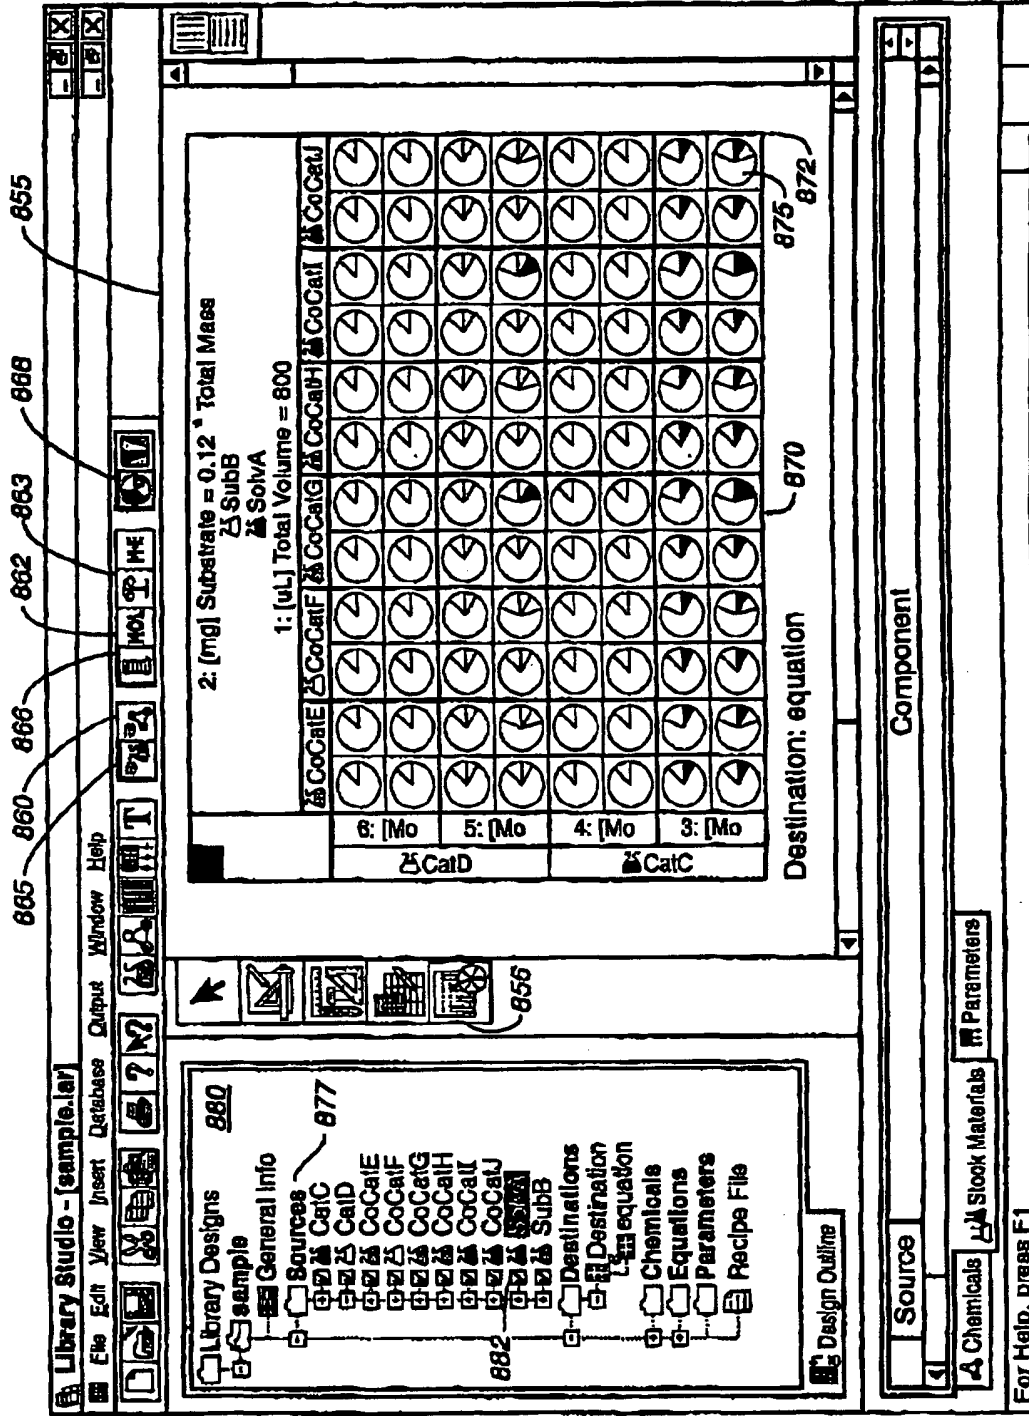 855
868
863
862
866
860
865
Library Studio - [sample.lar]
File Edit View Insert Database Output Window Help
MOL
T
?
?
Library Designs
880
sample
General Info
Sources
877
CatC
CatD
CoCatE
CoCatF
CoCatG
CoCatH
CoCatI
CoCatJ
882
SubB
Destinations
Destination
equation
Chemicals
Equations
Parameters
Recipe File
Design Outline
856
2: [mg] Substrate = 0.12 * Total Mass
SubB
SolvA
1: [uL] Total Volume = 800
CoCatE CoCatF CoCatG CoCatH CoCatI CoCatJ
CatD
6: [Mo
5: [Mo
CatC
4: [Mo
3: [Mo
870
875
872
Destination: equation
Source
Component
Chemicals Stock Materials Parameters
For Help, press F1